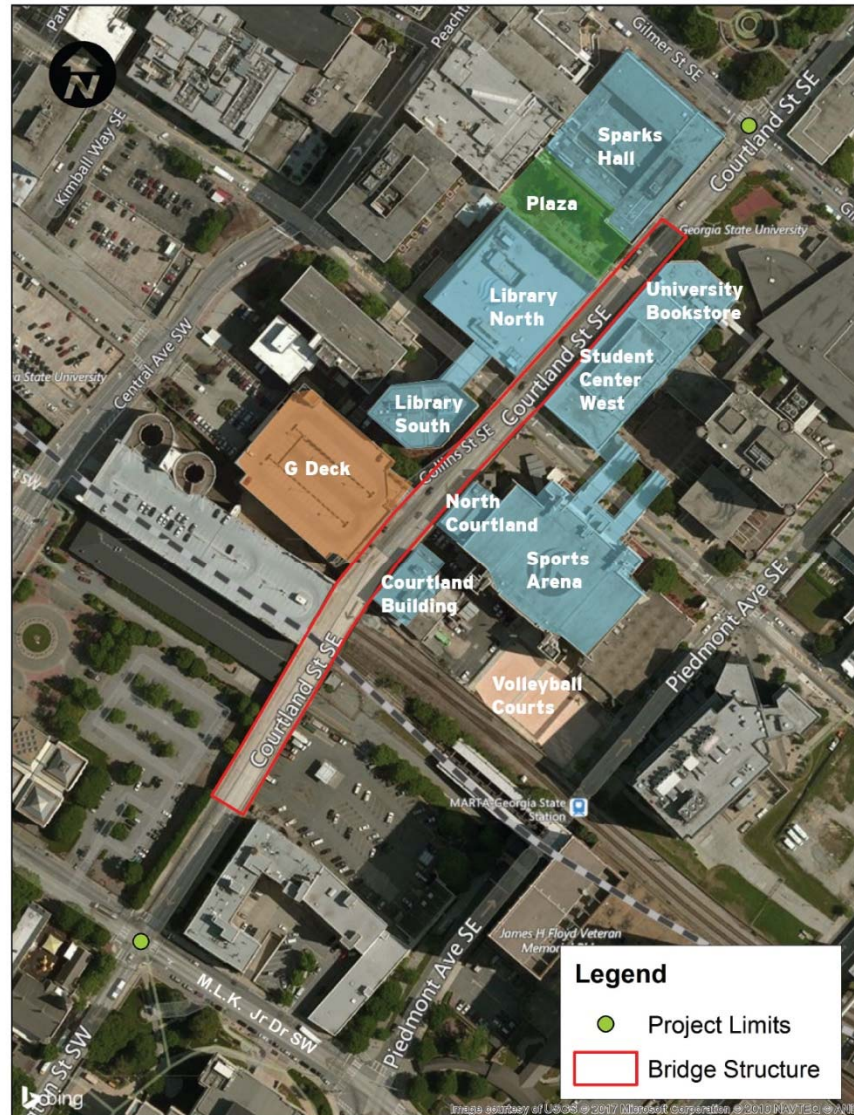 N
Gilmer St SE
Peacht
Kimball Way SE
Courtland St SE
Sparks
Hall
Plaza
Georgia State University
Library
North
University
Bookstore
Courtland St SE
Student
Center
West
Central Ave SW
a State University
Library
South
Collins St SE
G Deck
North
Courtland
Sports
Arena
Courtland
Building
Piedmont Ave SE
Courtland St SE
Volleyball
Courts
MARTA-Georgia State
Station
James H Floyd Veteran
Piedmont Ave SE
M.L.K. Jr Dr SW
Legend
Project Limits
Bridge Structure
bing
Image courtesy of USGS © 2017 Microsoft Corporation © 2010 NAVTEQ © AN